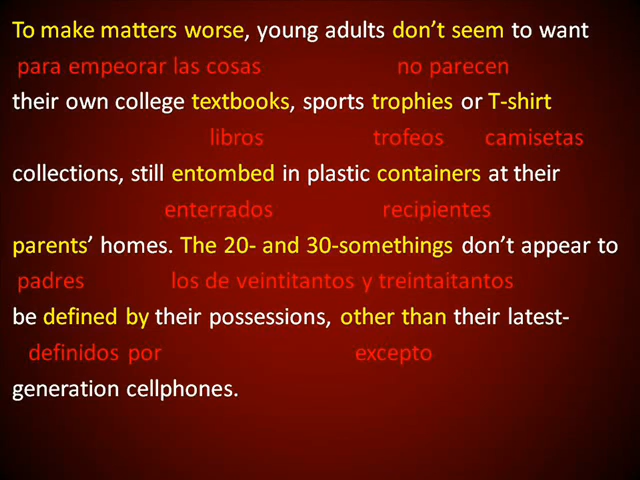 To make matters worse, young adults don’t seem to want
para empeorar las cosas no parecen
their own college textbooks, sports trophies or T-shirt
libros trofeos camisetas
collections, still entombed in plastic containers at their
enterrados recipientes
parents’ homes. The 20- and 30-somethings don’t appear to
padres los de veintitantos y treintaitantos
be defined by their possessions, other than their latest-
definidos por excepto
generation cellphones.